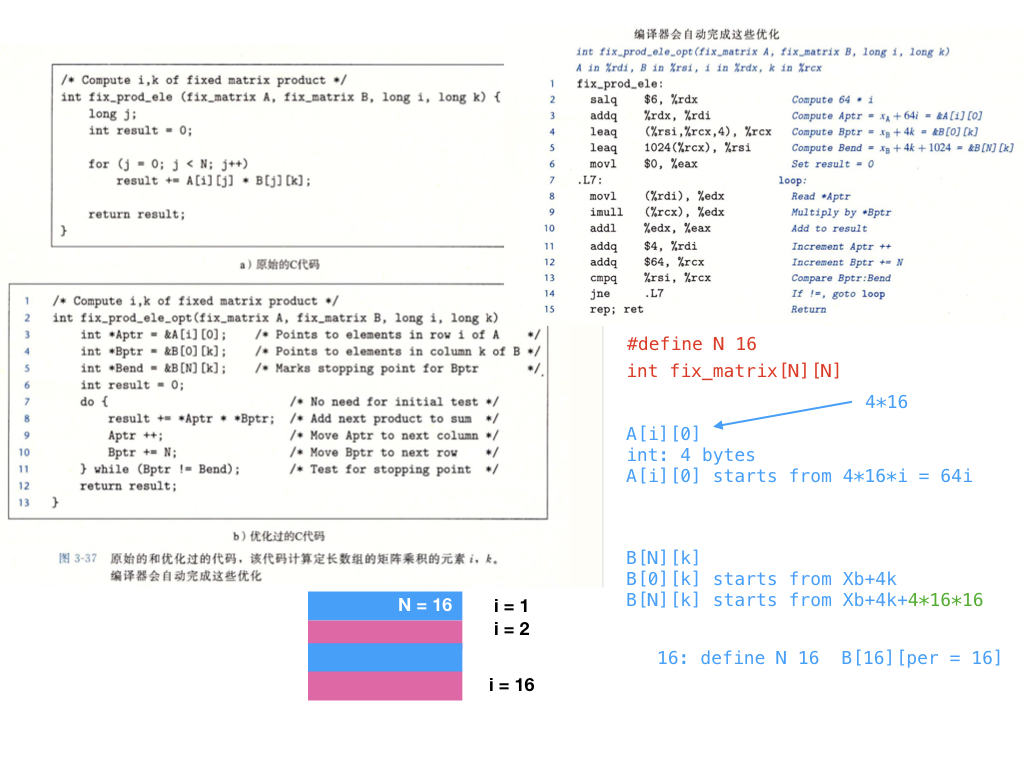 /* Compute i,k of fixed matrix product */
int fix_prod_ele (fix_matrix A, fix_matrix B, long i, long k) {
    long j;
    int result = 0;

    for (j = 0; j < N; j++)
        result += A[i][j] * B[j][k];

    return result;
}
a) 原始的C代码
1 /* Compute i,k of fixed matrix product */
2 int fix_prod_ele_opt(fix_matrix A, fix_matrix B, long i, long k)
3     int *Aptr = &A[i][0];    /* Points to elements in row i of A    */
4     int *Bptr = &B[0][k];    /* Points to elements in column k of B */
5     int *Bend = &B[N][k];    /* Marks stopping point for Bptr       */.
6     int result = 0;
7     do {                          /* No need for initial test */
8         result += *Aptr * *Bptr;  /* Add next product to sum  */
9         Aptr ++;                  /* Move Aptr to next column */
10         Bptr += N;                /* Move Bptr to next row    */
11     } while (Bptr != Bend);       /* Test for stopping point  */
12     return result;
13 }
b) 优化过的C代码
图 3-37 原始的和优化过的代码，该代码计算定长数组的矩阵乘积的元素 i，k。
编译器会自动完成这些优化
编译器会自动完成这些优化
int fix_prod_ele_opt(fix_matrix A, fix_matrix B, long i, long k)
A in %rdi, B in %rsi, i in %rdx, k in %rcx
1 fix_prod_ele:
2 salq $6, %rdx Compute 64 * i
3 addq %rdx, %rdi Compute Aptr = xA + 64i = &A[i][0]
4 leaq (%rsi,%rcx,4), %rcx Compute Bptr = xB + 4k = &B[0][k]
5 leaq 1024(%rcx), %rsi Compute Bend = xB + 4k + 1024 = &B[N][k]
6 movl $0, %eax Set result = 0
7 .L7: loop:
8 movl (%rdi), %edx Read *Aptr
9 imull (%rcx), %edx Multiply by *Bptr
10 addl %edx, %eax Add to result
11 addq $4, %rdi Increment Aptr ++
12 addq $64, %rcx Increment Bptr += N
13 cmpq %rsi, %rcx Compare Bptr:Bend
14 jne .L7 If !=, goto loop
15 rep; ret Return
#define N 16
int fix_matrix[N][N]
4*16
A[i][0]
int: 4 bytes
A[i][0] starts from 4*16*i = 64i
B[N][k]
B[0][k] starts from Xb+4k
B[N][k] starts from Xb+4k+4*16*16
16: define N 16  B[16][per = 16]
N = 16
i = 1
i = 2
i = 16